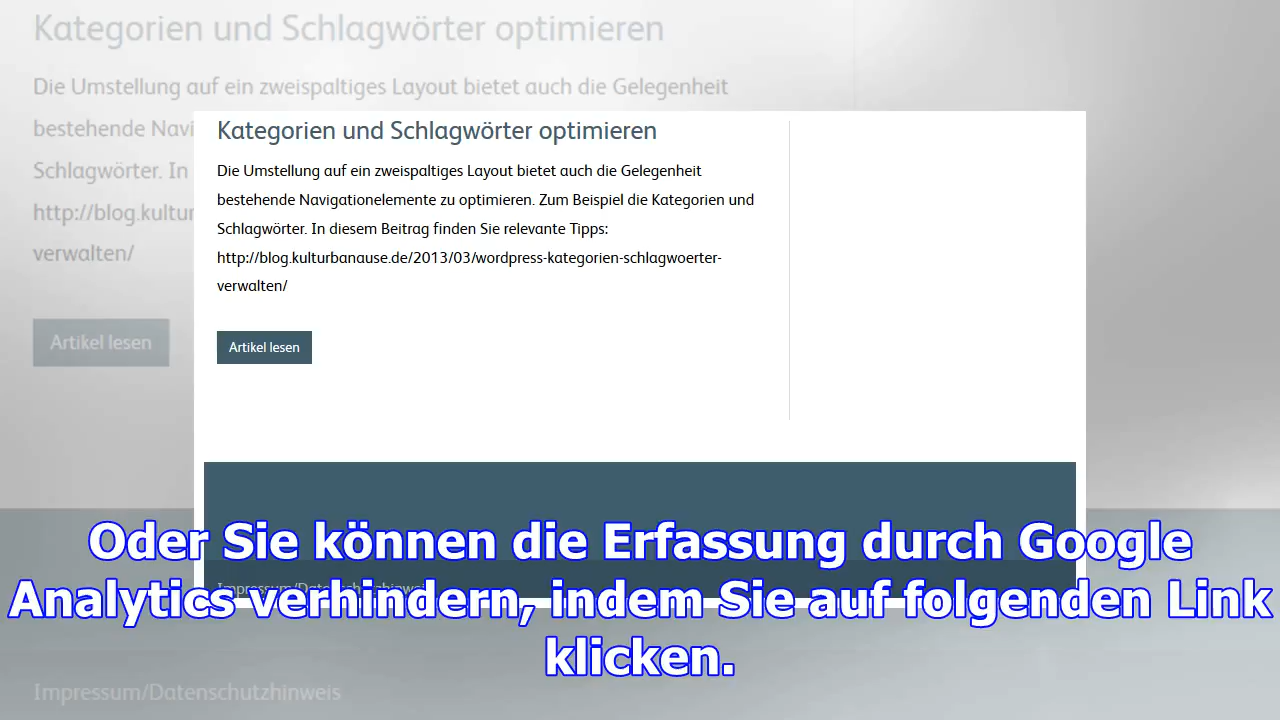 Kategorien und Schlagwörter optimieren
Die Umstellung auf ein zweispaltiges Layout bietet auch die Gelegenheit
bestehende Navi
Schlagwörter. In
http://blog.kultur
verwalten/
Artikel lesen
Kategorien und Schlagwörter optimieren
Die Umstellung auf ein zweispaltiges Layout bietet auch die Gelegenheit
bestehende Navigationelemente zu optimieren. Zum Beispiel die Kategorien und
Schlagwörter. In diesem Beitrag finden Sie relevante Tipps:
http://blog.kulturbanause.de/2013/03/wordpress-kategorien-schlagwoerter-
verwalten/
Artikel lesen
Impressum/Datenschutzhinweis
Oder Sie können die Erfassung durch Google
Analytics verhindern, indem Sie auf folgenden Link
klicken.
Impressum/Datenschutzhinweis